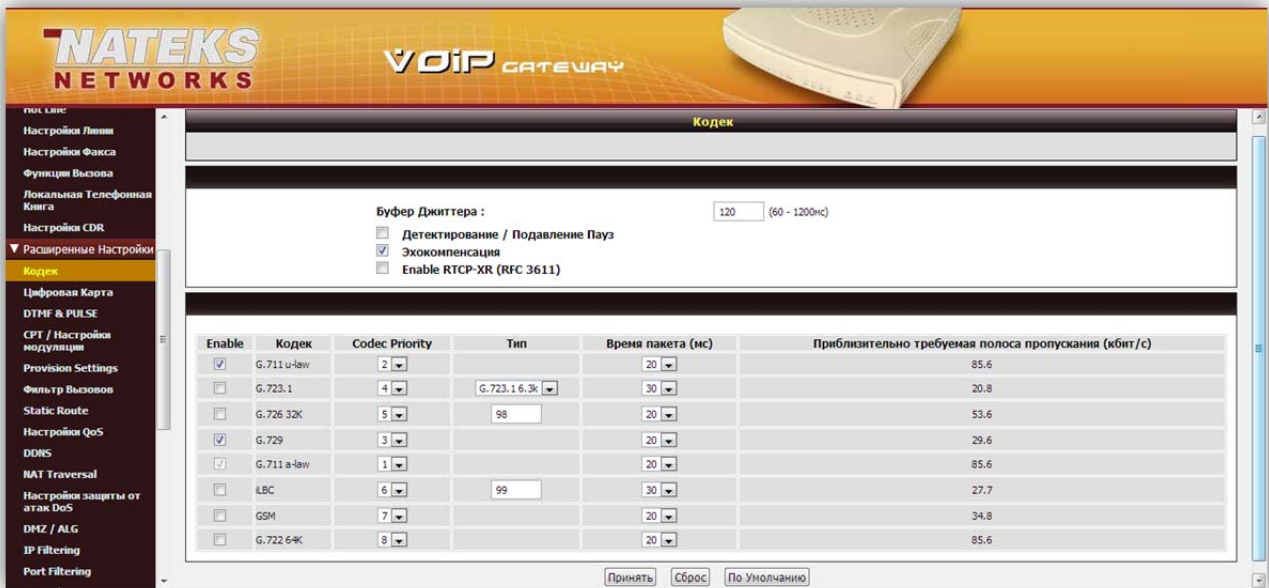 NATEKS
NETWORKS
VOIP GATEWAY
Hot Line
Настройки Линии
Настройки Факса
Функции Вызова
Локальная Телефонная
Книга
Настройки CDR
Расширенные Настройки
Кодек
Цифровая Карта
DTMF & PULSE
CPT / Настройки
модуляции
Provision Settings
Фильтр Вызовов
Static Route
Настройки QoS
DDNS
NAT Traversal
Настройки защиты от
атак DoS
DMZ / ALG
IP Filtering
Port Filtering
Кодек
Буфер Джиттера : 120 (60 - 1200мс)
Детектирование / Подавление Пауз
Эхокомпенсация
Enable RTCP-XR (RFC 3611)
Enable Кодек Codec Priority Тип Время пакета (мс) Приблизительно требуемая полоса пропускания (кбит/с)
G.711 u-law 2 20 85.6
G.723.1 4 G.723.1 6.3k 30 20.8
G.726 32K 5 98 20 53.6
G.729 3 20 29.6
G.711 a-law 1 20 85.6
iLBC 6 99 30 27.7
GSM 7 20 34.8
G.722 64K 8 20 85.6
Принять Сброс По Умолчанию